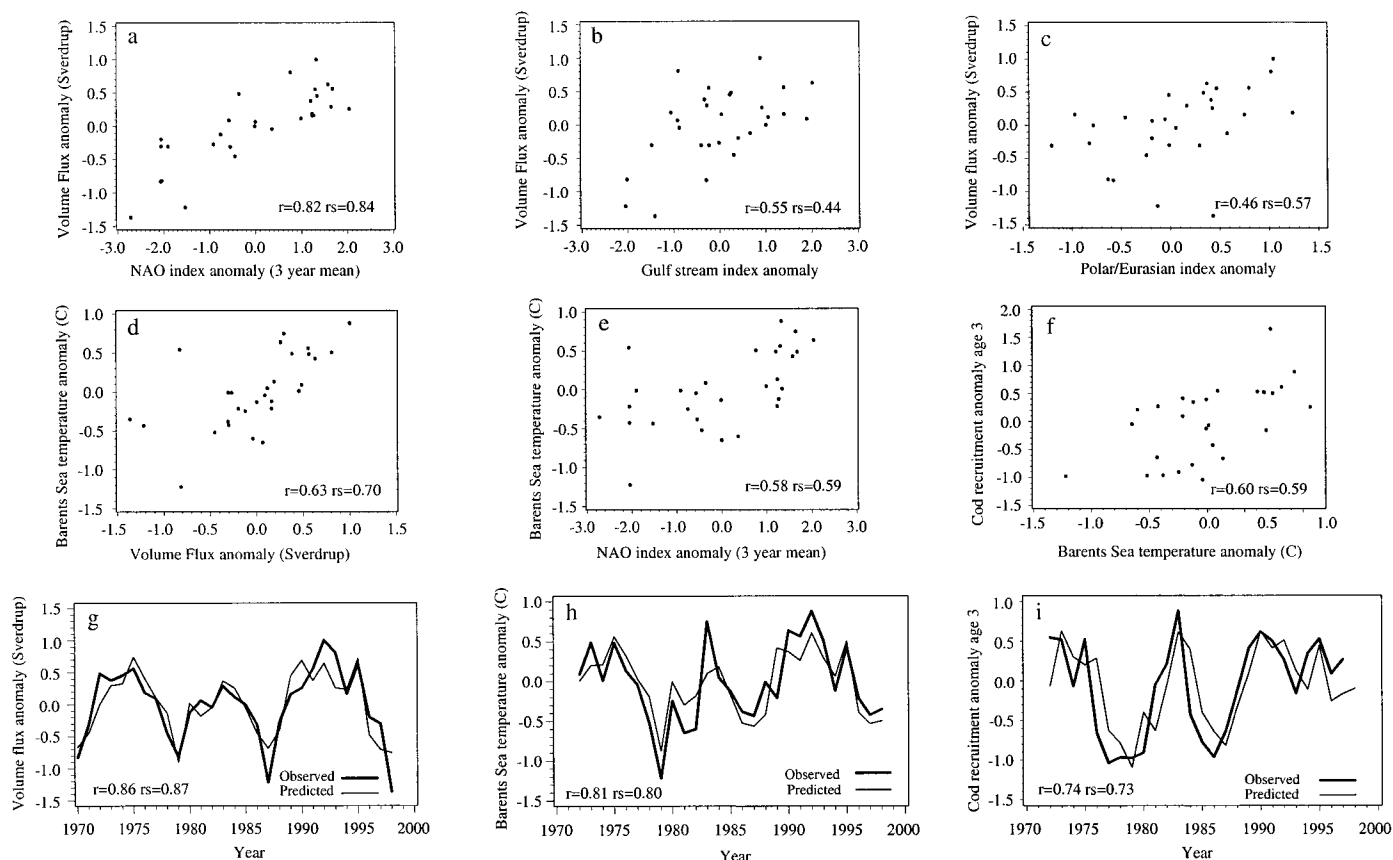 a
Volume Flux anomaly (Sverdrup)
1.5
1.0
0.5
0.0
-0.5
-1.0
-1.5
r=0.82 rs=0.84
-3.0 -2.0 -1.0 0.0 1.0 2.0 3.0
NAO index anomaly (3 year mean)
b
Volume Flux anomaly (Sverdrup)
1.5
1.0
0.5
0.0
-0.5
-1.0
-1.5
r=0.55 rs=0.44
-3.0 -2.0 -1.0 0.0 1.0 2.0 3.0
Gulf stream index anomaly
c
Volume flux anomaly (Sverdrup)
1.5
1.0
0.5
0.0
-0.5
-1.0
-1.5
r=0.46 rs=0.57
-1.5 -1.0 -0.5 0.0 0.5 1.0 1.5
Polar/Eurasian index anomaly
d
Barents Sea temperature anomaly (C)
1.0
0.5
0.0
-0.5
-1.0
-1.5
r=0.63 rs=0.70
-1.5 -1.0 -0.5 0.0 0.5 1.0 1.5
Volume Flux anomaly (Sverdrup)
e
Barents Sea temperature anomaly (C)
1.0
0.5
0.0
-0.5
-1.0
-1.5
r=0.58 rs=0.59
-3.0 -2.0 -1.0 0.0 1.0 2.0 3.0
NAO index anomaly (3 year mean)
f
Cod recruitment anomaly age 3
2.0
1.5
1.0
0.5
0.0
-0.5
-1.0
-1.5
r=0.60 rs=0.59
-1.5 -1.0 -0.5 0.0 0.5 1.0
Barents Sea temperature anomaly (C)
g
Volume flux anomaly (Sverdrup)
1.5
1.0
0.5
0.0
-0.5
-1.0
-1.5
Observed
Predicted
r=0.86 rs=0.87
1970 1975 1980 1985 1990 1995 2000
Year
h
Barents Sea temperature anomaly (C)
1.0
0.5
0.0
-0.5
-1.0
-1.5
Observed
Predicted
r=0.81 rs=0.80
1970 1975 1980 1985 1990 1995 2000
Year
i
Cod recruitment anomaly age 3
1.0
0.5
0.0
-0.5
-1.0
-1.5
Observed
Predicted
r=0.74 rs=0.73
1970 1975 1980 1985 1990 1995 2000
Year